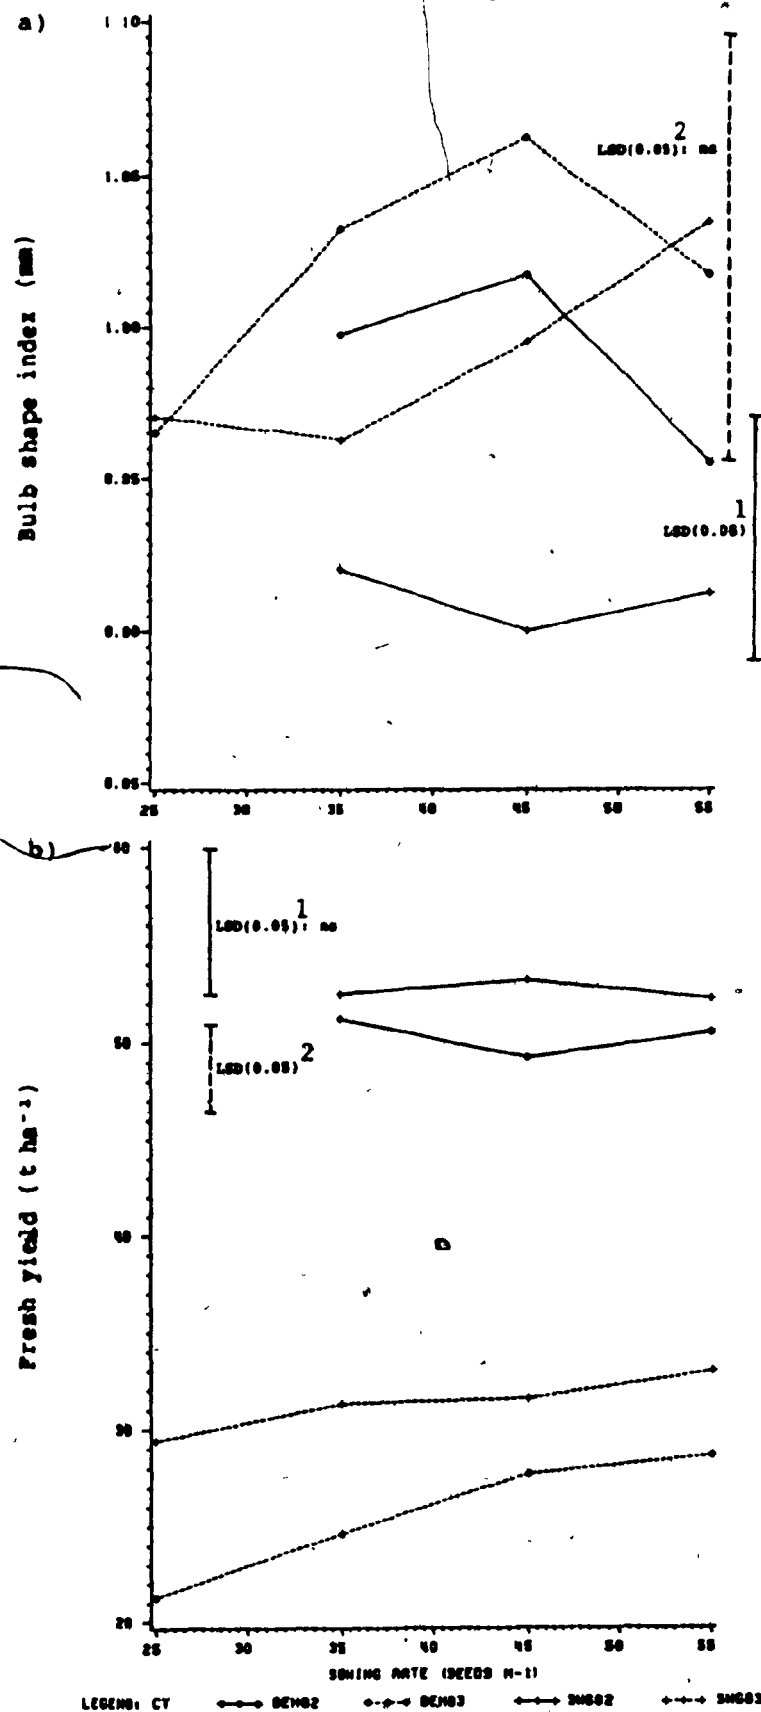 a)
1.10
LSD(0.05)²: ns
1.05
Bulb shape index (mm)
1.00
0.95
LSD(0.05)¹
0.90
0.85
25 30 35 40 45 50 55
b)
60
LSD(0.05)¹: ns
50
LSD(0.05)²
Fresh yield (t ha⁻¹)
40
30
20
25 30 35 40 45 50 55
SOWING RATE (SEEDS M-1)
LEGEND: CY DEMO2 DEMO3 SNG82 SNG83